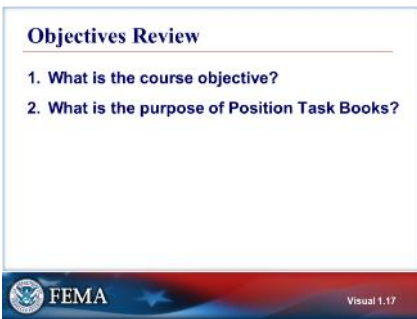 Objectives Review
1. What is the course objective?
2. What is the purpose of Position Task Books?
FEMA
Visual 1.17